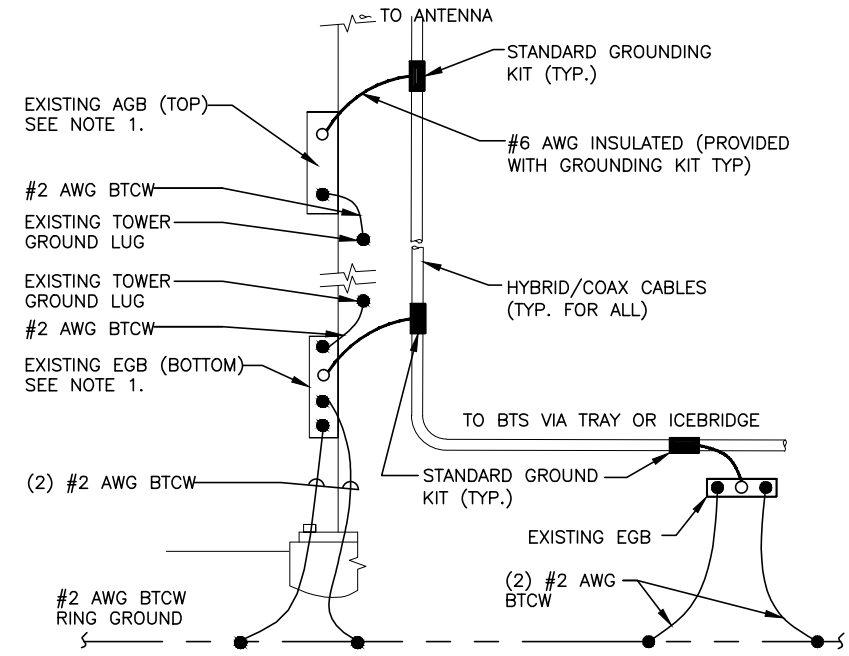 TO ANTENNA
STANDARD GROUNDING
KIT (TYP.)
EXISTING AGB (TOP)
SEE NOTE 1.
#6 AWG INSULATED (PROVIDED
WITH GROUNDING KIT TYP)
#2 AWG BTCW
EXISTING TOWER
GROUND LUG
EXISTING TOWER
GROUND LUG
HYBRID/COAX CABLES
(TYP. FOR ALL)
#2 AWG BTCW
EXISTING EGB (BOTTOM)
SEE NOTE 1.
TO BTS VIA TRAY OR ICEBRIDGE
(2) #2 AWG BTCW
STANDARD GROUND
KIT (TYP.)
EXISTING EGB
(2) #2 AWG
BTCW
#2 AWG BTCW
RING GROUND